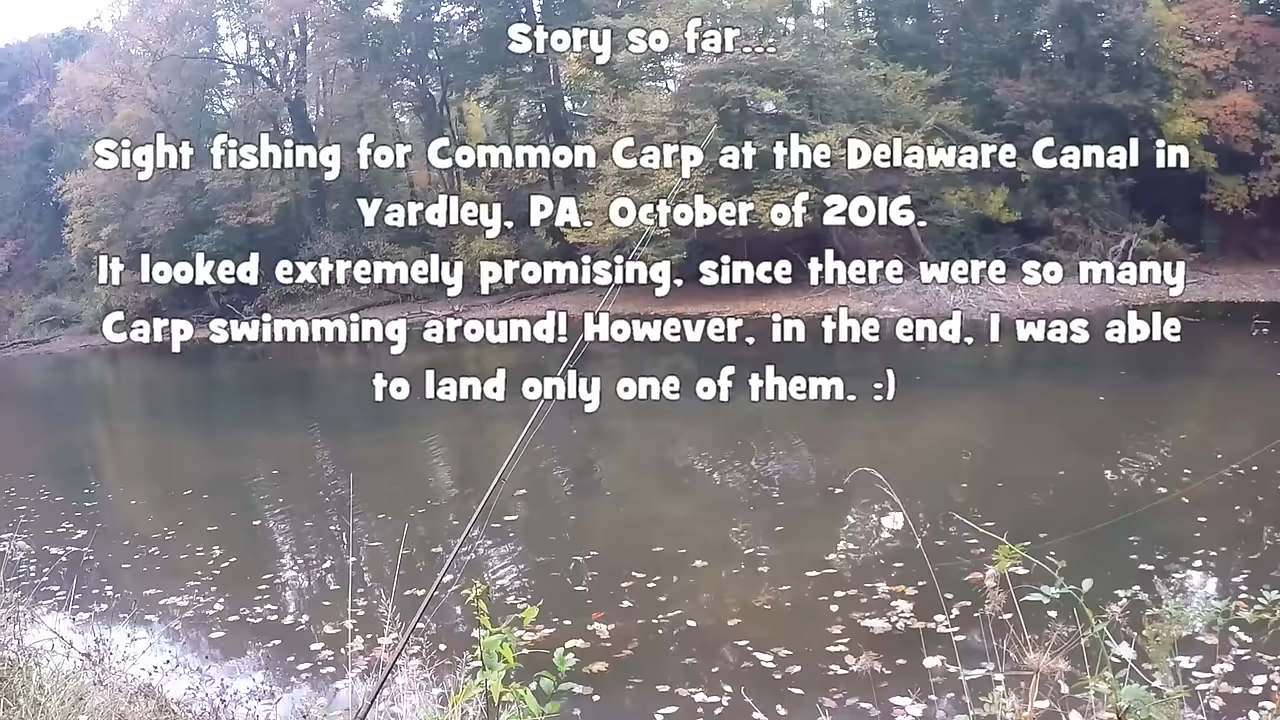 Story so far...
Sight fishing for Common Carp at the Delaware Canal in
Yardley, PA. October of 2016.
It looked extremely promising, since there were so many
Carp swimming around! However, in the end, I was able
to land only one of them. :)